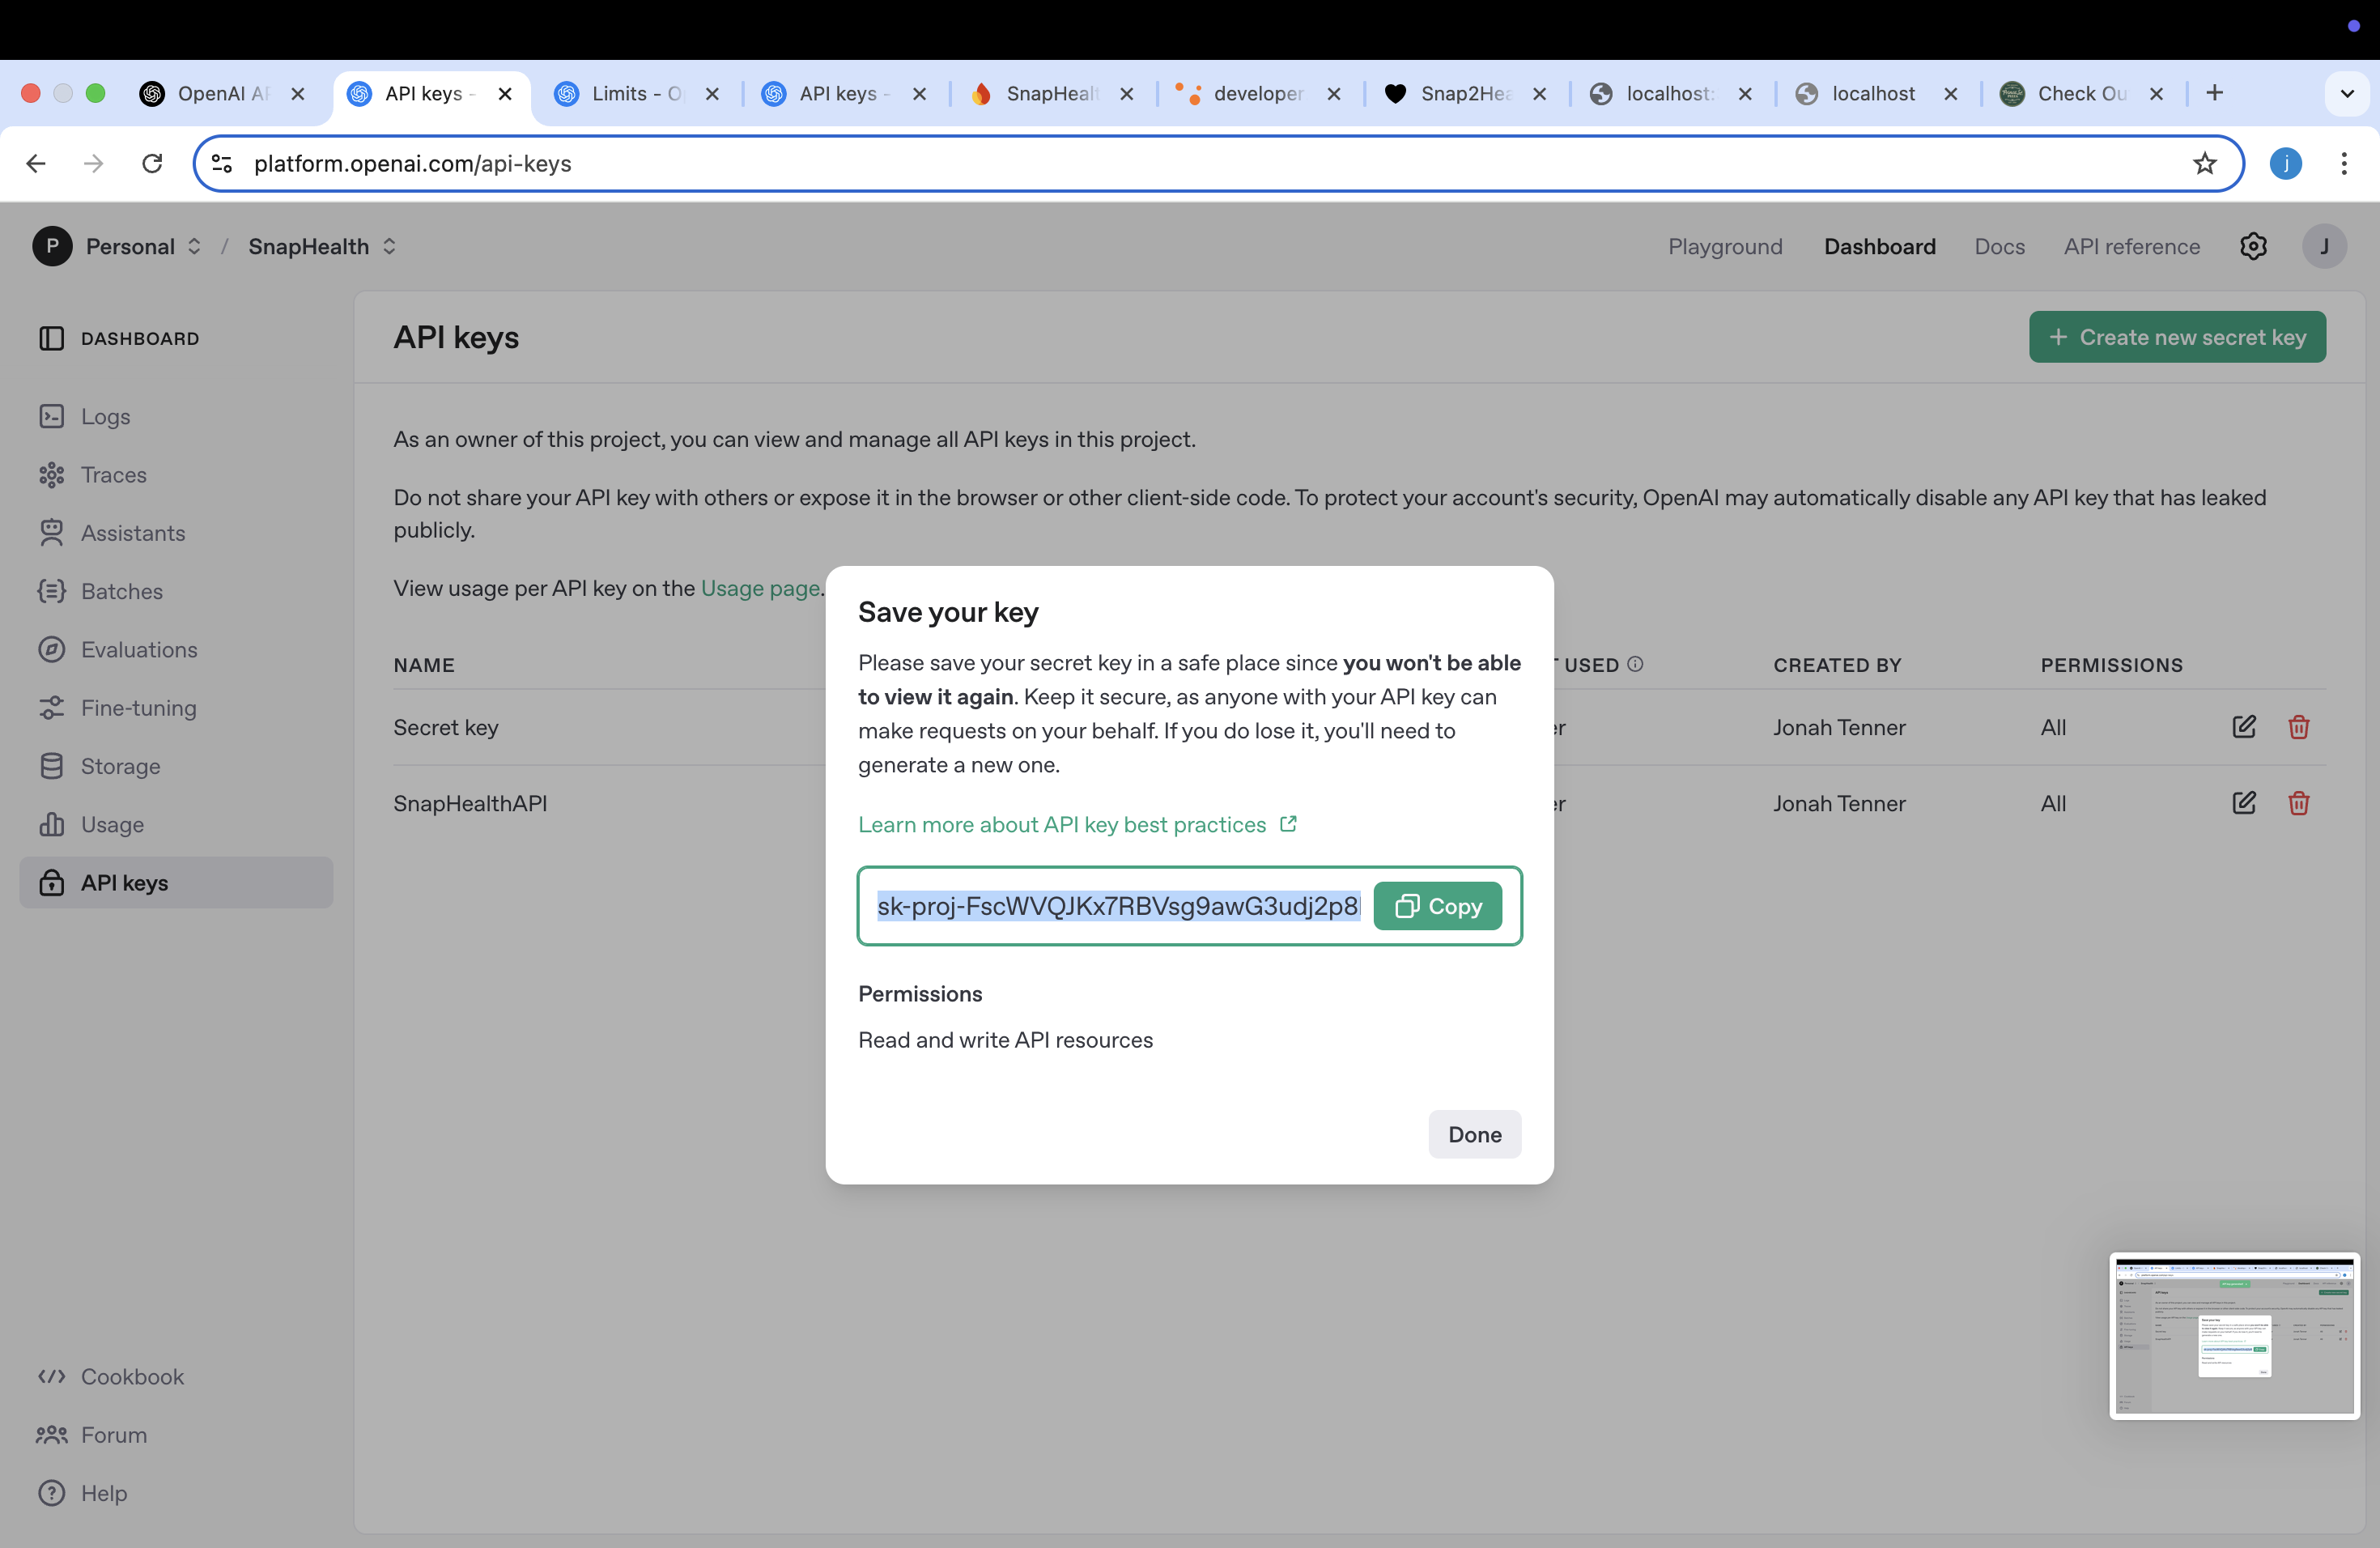 OpenAI AP
API keys -
Limits - O
API keys -
SnapHealt
developer
Snap2Hea
localhost:
localhost
Check Ou
platform.openai.com/api-keys
j
P Personal / SnapHealth
Playground Dashboard Docs API reference J
DASHBOARD
Logs
Traces
Assistants
Batches
Evaluations
Fine-tuning
Storage
Usage
API keys
Cookbook
Forum
Help
API keys
+ Create new secret key
As an owner of this project, you can view and manage all API keys in this project.
Do not share your API key with others or expose it in the browser or other client-side code. To protect your account's security, OpenAI may automatically disable any API key that has leaked
publicly.
View usage per API key on the Usage page.
NAME USED CREATED BY PERMISSIONS
Secret key er Jonah Tenner All
SnapHealthAPI er Jonah Tenner All
Save your key
Please save your secret key in a safe place since you won't be able
to view it again. Keep it secure, as anyone with your API key can
make requests on your behalf. If you do lose it, you'll need to
generate a new one.
Learn more about API key best practices
sk-proj-FscWVQJKx7RBVsg9awG3udj2p8
Copy
Permissions
Read and write API resources
Done